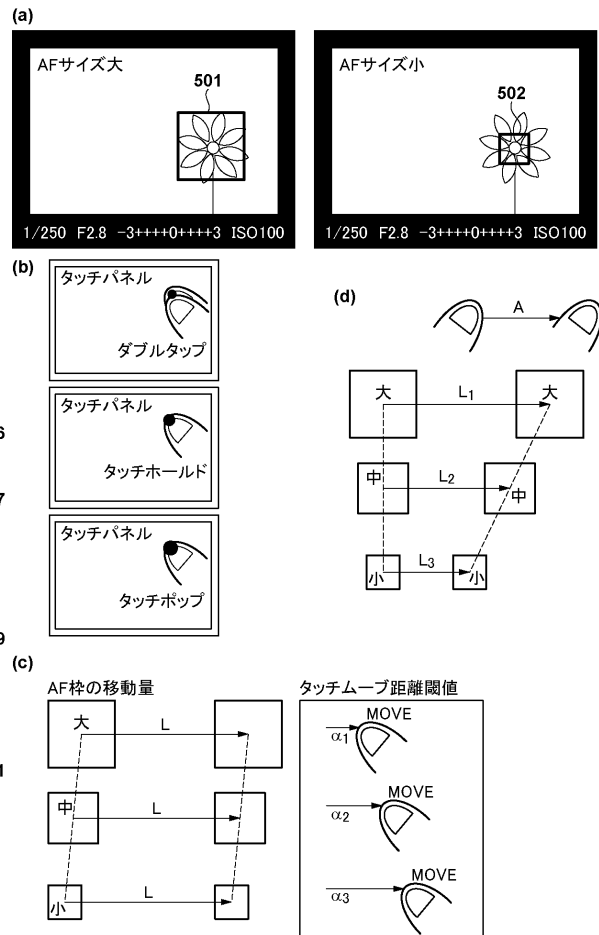 (a)
AFサイズ大
501
1/250 F2.8 -3++++0++++3 ISO100
AFサイズ小
502
1/250 F2.8 -3++++0++++3 ISO100
(b)
タッチパネル
ダブルタップ
タッチパネル
タッチホールド
タッチパネル
タッチポップ
6
7
9
1
(d)
A
大 L1 大
中 L2 中
小 L3 小
(c)
AF枠の移動量
大 L
中 L
小 L
タッチムーブ距離閾値
MOVE
α1
MOVE
α2
MOVE
α3